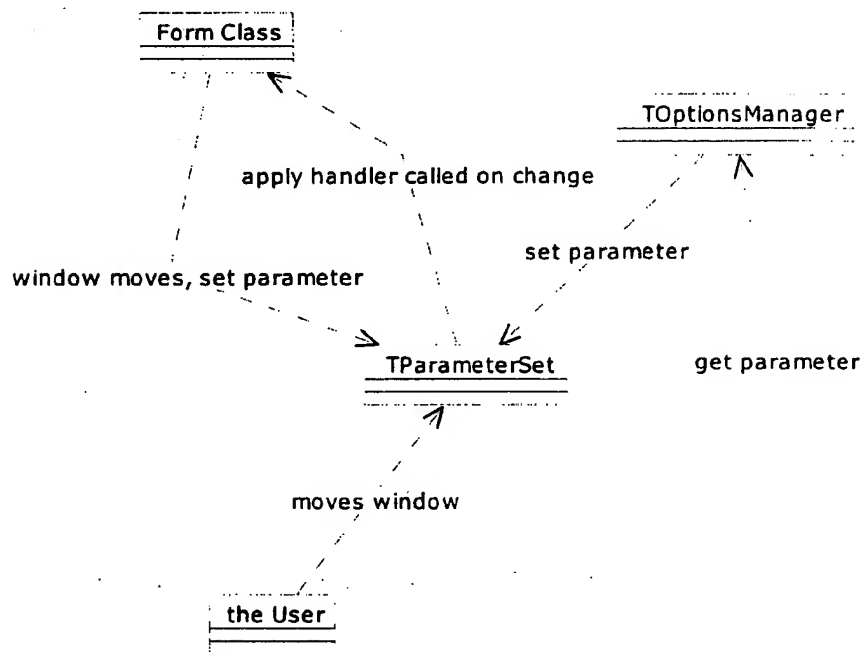 Form Class
TOptionsManager
apply handler called on change
set parameter
window moves, set parameter
TParameterSet
get parameter
moves window
the User